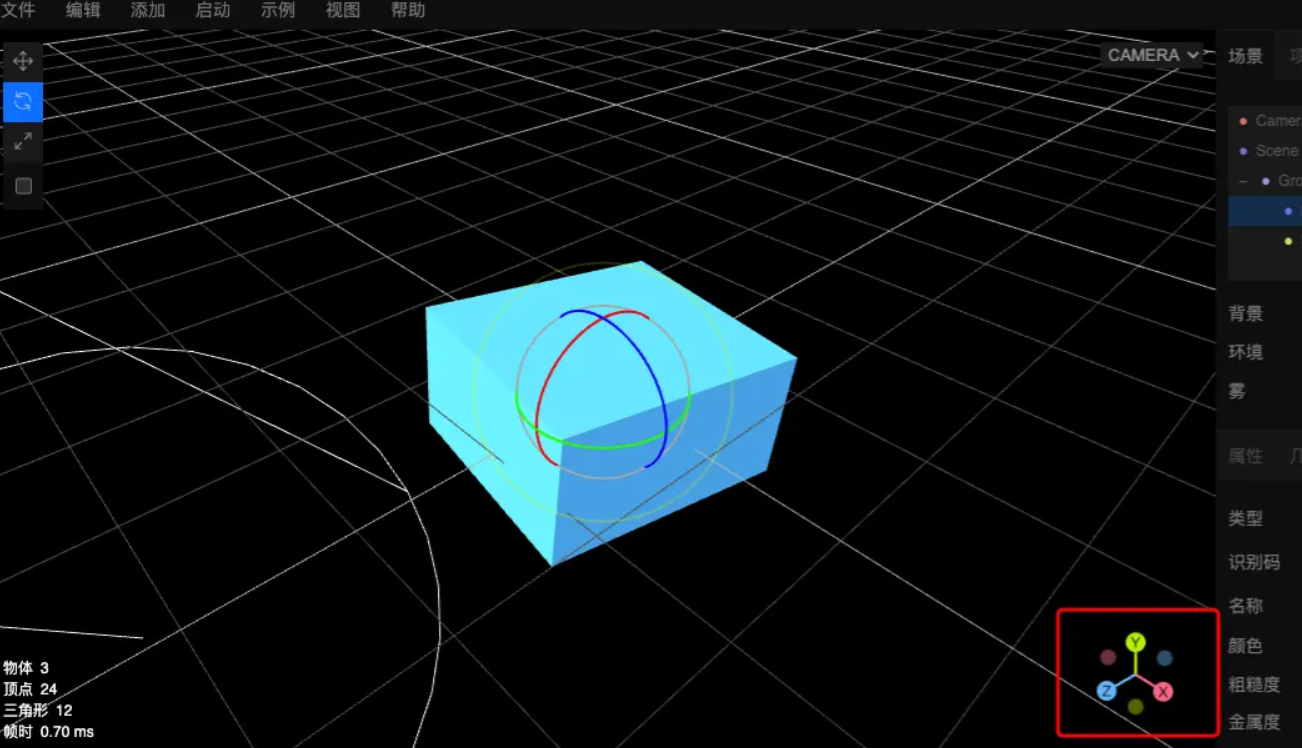 文件 编辑 添加 启动 示例 视图 帮助
CAMERA
场景
Camer
Scene
Gro
背景
环境
雾
属性
类型
识别码
名称
颜色
粗糙度
金属度
Y
Z
X
物体 3
顶点 24
三角形 12
帧时 0.70 ms